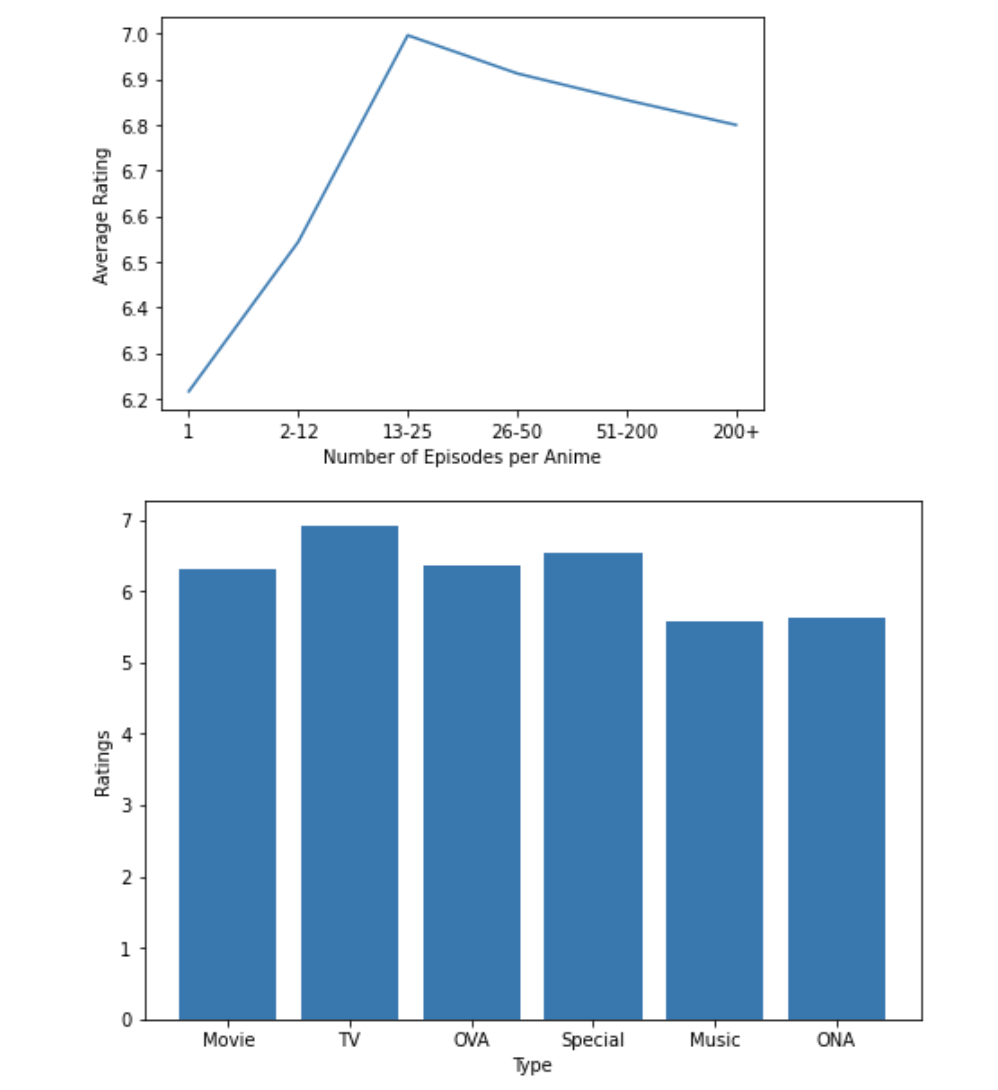 7.0
6.9
6.8
6.7
6.6
6.5
6.4
6.3
6.2
Average Rating
1 2-12 13-25 26-50 51-200 200+
Number of Episodes per Anime
7
6
5
4
3
2
1
0
Ratings
Movie TV OVA Special Music ONA
Type